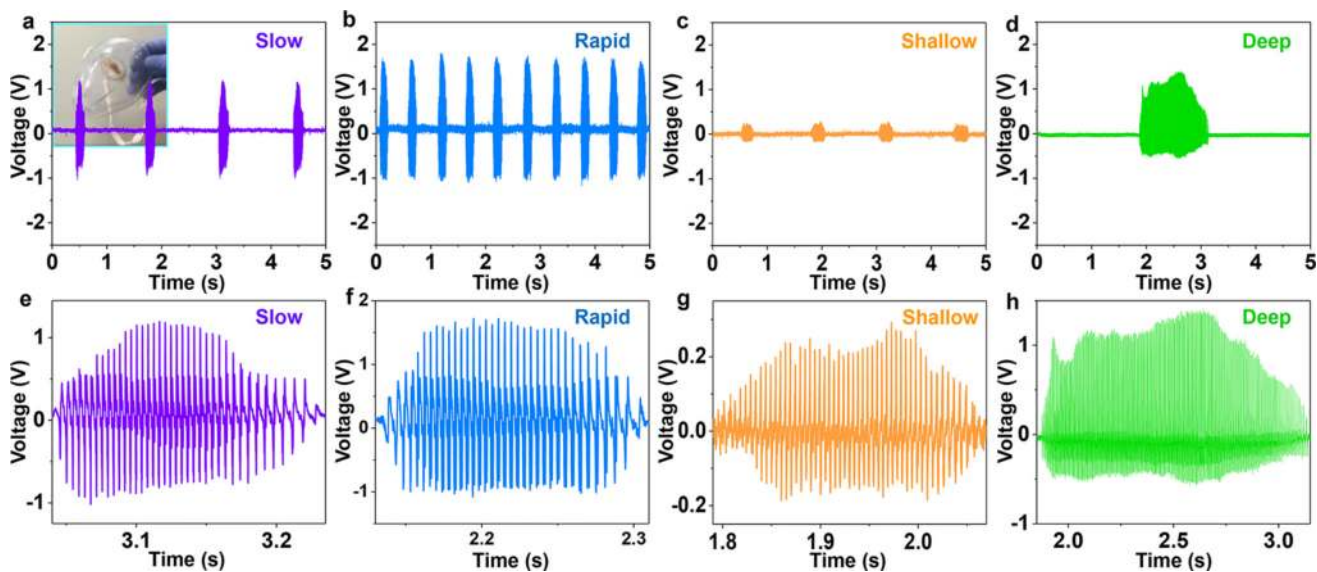 a
Slow
Voltage (V)
2
1
0
-1
-2
0 1 2 3 4 5
Time (s)
b
Rapid
Voltage (V)
2
1
0
-1
-2
0 1 2 3 4 5
Time (s)
c
Shallow
Voltage (V)
2
1
0
-1
-2
0 1 2 3 4 5
Time (s)
d
Deep
Voltage (V)
2
1
0
-1
-2
0 1 2 3 4 5
Time (s)
e
Slow
Voltage (V)
1
0
-1
3.1 3.2
Time (s)
f
Rapid
Voltage (V)
2
1
0
-1
2.2 2.3
Time (s)
g
Shallow
Voltage (V)
0.2
0.0
-0.2
1.8 1.9 2.0
Time (s)
h
Deep
Voltage (V)
1
0
-1
2.0 2.5 3.0
Time (s)